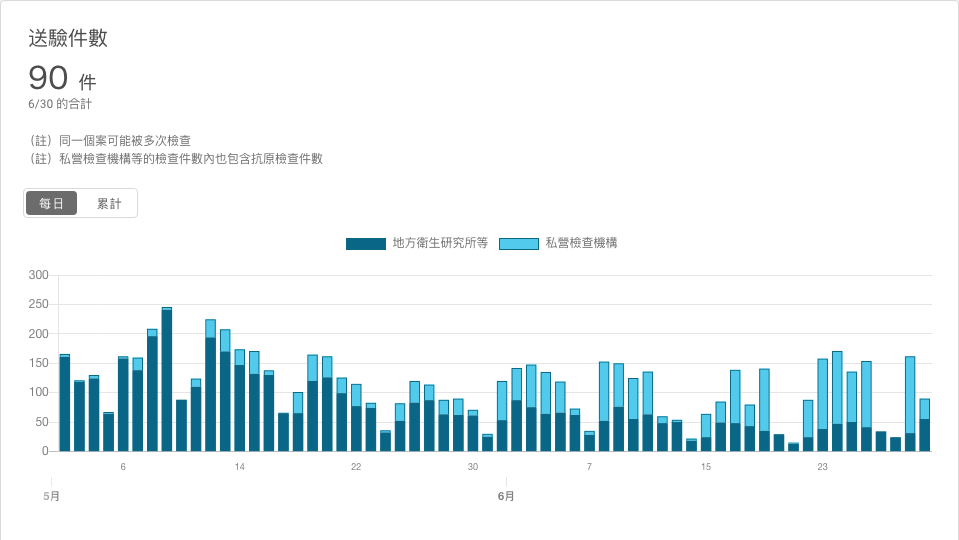 送驗件數
90 件
6/30 的合計
（註）同一個案可能被多次檢查
（註）私營檢查機構等的檢查件數內也包含抗原檢查件數
每日 累計
地方衛生研究所等 私營檢查機構
300
250
200
150
100
50
0
6 14 22 30 7 15 23
5月 6月